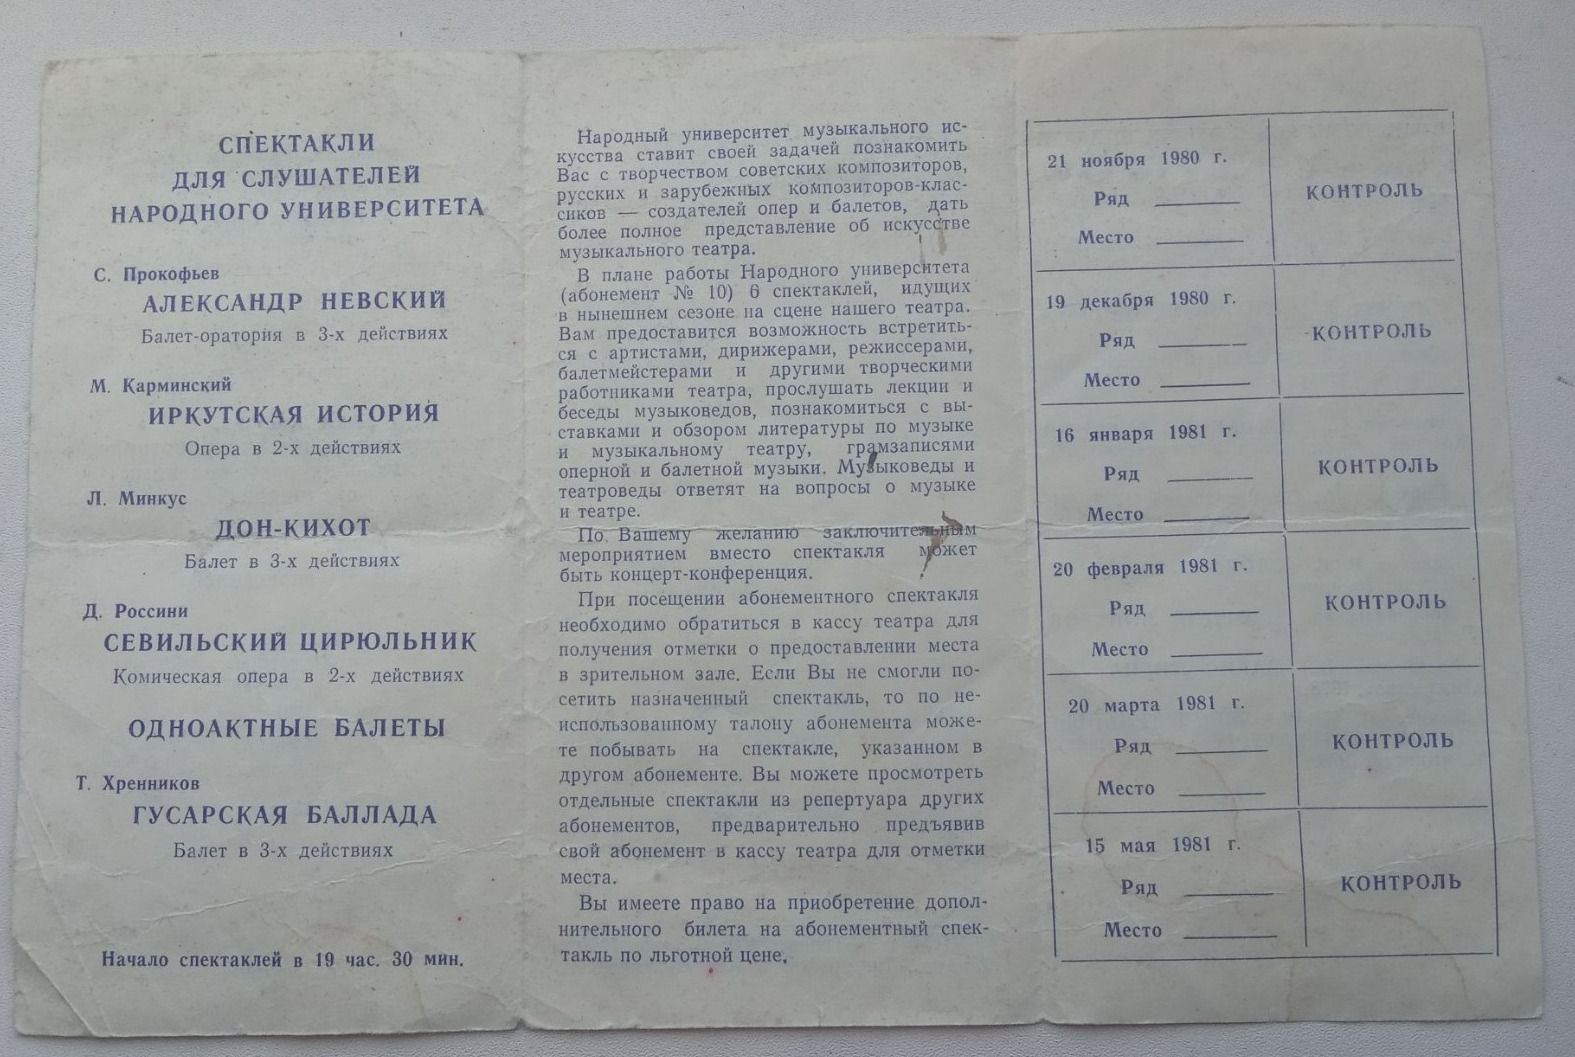 СПЕКТАКЛИ
ДЛЯ СЛУШАТЕЛЕЙ
НАРОДНОГО УНИВЕРСИТЕТА
С. Прокофьев
АЛЕКСАНДР НЕВСКИЙ
Балет-оратория в 3-х действиях
М. Карминский
ИРКУТСКАЯ ИСТОРИЯ
Опера в 2-х действиях
Л. Минкус
ДОН-КИХОТ
Балет в 3-х действиях
Д. Россини
СЕВИЛЬСКИЙ ЦИРЮЛЬНИК
Комическая опера в 2-х действиях
ОДНОАКТНЫЕ БАЛЕТЫ
Т. Хренников
ГУСАРСКАЯ БАЛЛАДА
Балет в 3-х действиях
Начало спектаклей в 19 час. 30 мин.
Народный университет музыкального ис-
кусства ставит своей задачей познакомить
Вас с творчеством советских композиторов,
русских и зарубежных композиторов-клас-
сиков — создателей опер и балетов, дать
более полное представление об искусстве
музыкального театра.
В плане работы Народного университета
(абонемент № 10) 6 спектаклей, идущих
в нынешнем сезоне на сцене нашего театра.
Вам предоставится возможность встретить-
ся с артистами, дирижерами, режиссерами,
балетмейстерами и другими творческими
работниками театра, прослушать лекции и
беседы музыковедов, познакомиться с вы-
ставками и обзором литературы по музыке
и музыкальному театру, грамзаписями
оперной и балетной музыки. Музыковеды и
театроведы ответят на вопросы о музыке
и театре.
По Вашему желанию заключительным
мероприятием вместо спектакля может
быть концерт-конференция.
При посещении абонементного спектакля
необходимо обратиться в кассу театра для
получения отметки о предоставлении места
в зрительном зале. Если Вы не смогли по-
сетить назначенный спектакль, то по не-
использованному талону абонемента може-
те побывать на спектакле, указанном в
другом абонементе. Вы можете просмотреть
отдельные спектакли из репертуара других
абонементов, предварительно предъявив
свой абонемент в кассу театра для отметки
места.
Вы имеете право на приобретение допол-
нительного билета на абонементный спек-
такль по льготной цене.
21 ноября 1980 г.
Ряд
Место
КОНТРОЛЬ
19 декабря 1980 г.
Ряд
Место
КОНТРОЛЬ
16 января 1981 г.
Ряд
Место
КОНТРОЛЬ
20 февраля 1981 г.
Ряд
Место
КОНТРОЛЬ
20 марта 1981 г.
Ряд
Место
КОНТРОЛЬ
15 мая 1981 г.
Ряд
Место
КОНТРОЛЬ